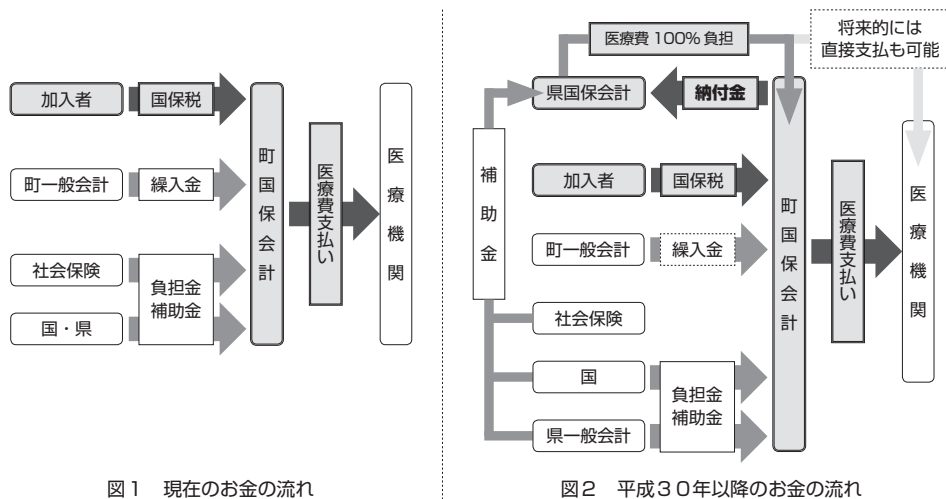 加入者
国保税
町一般会計
繰入金
社会保険
国・県
負担金
補助金
町国保会計
医療費支払い
医療機関
図1 現在のお金の流れ
医療費100%負担
将来的には
直接支払も可能
県国保会計
納付金
補助金
加入者
国保税
町一般会計
繰入金
社会保険
国
県一般会計
負担金
補助金
町国保会計
医療費支払い
医療機関
図2 平成30年以降のお金の流れ